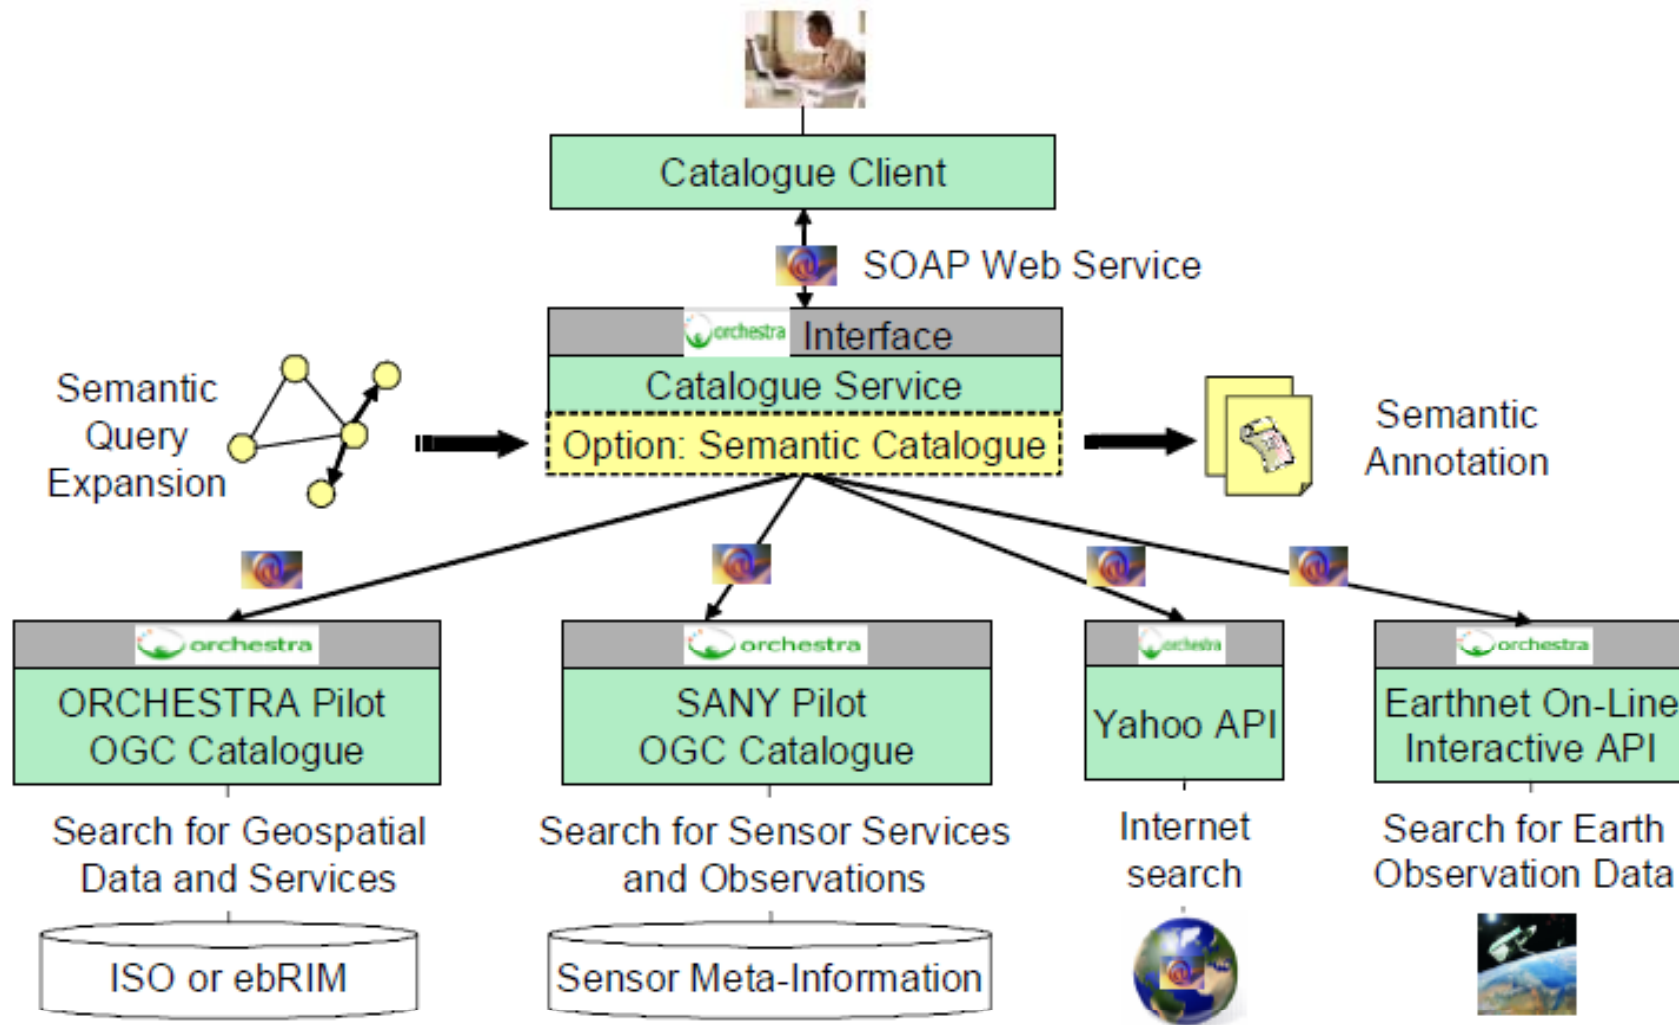 Catalogue Client
SOAP Web Service
orchestra Interface
Catalogue Service
Option: Semantic Catalogue
Semantic
Query
Expansion
Semantic
Annotation
orchestra
ORCHESTRA Pilot
OGC Catalogue
Search for Geospatial
Data and Services
ISO or ebRIM
orchestra
SANY Pilot
OGC Catalogue
Search for Sensor Services
and Observations
Sensor Meta-Information
orchestra
Yahoo API
Internet
search
orchestra
Earthnet On-Line
Interactive API
Search for Earth
Observation Data